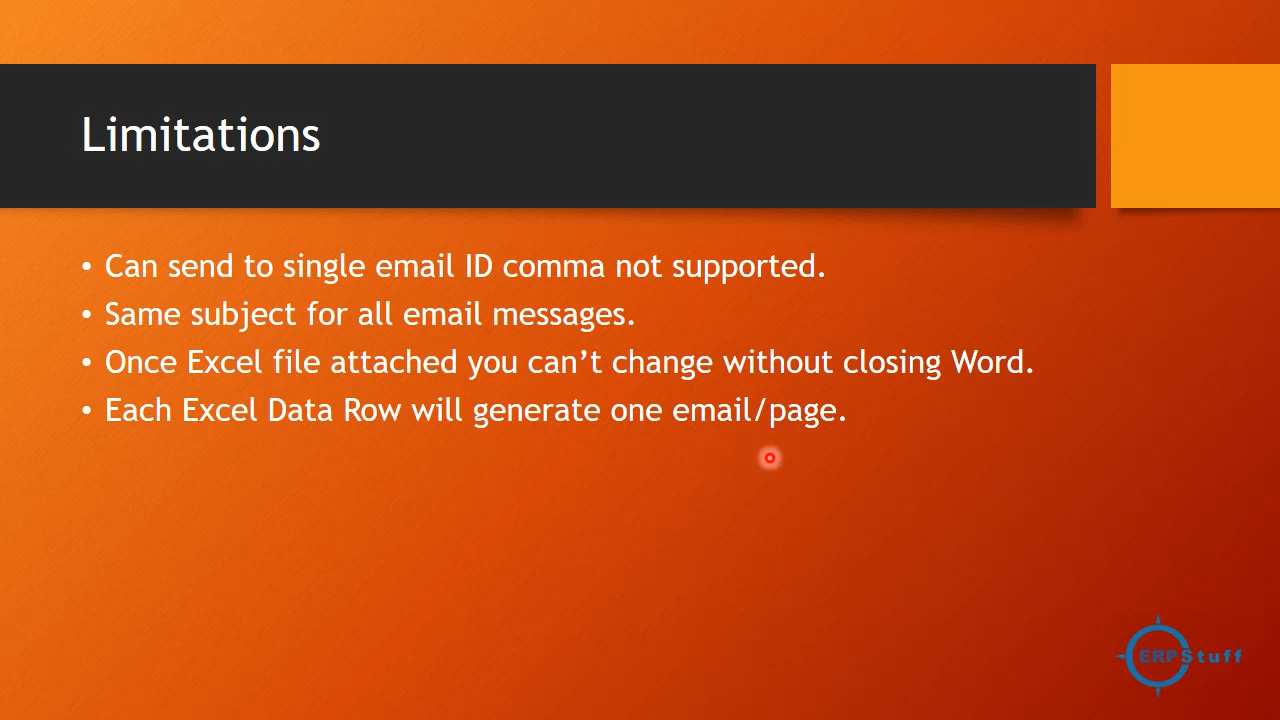 Limitations
• Can send to single email ID comma not supported.
• Same subject for all email messages.
• Once Excel file attached you can’t change without closing Word.
• Each Excel Data Row will generate one email/page.
ERPStuff